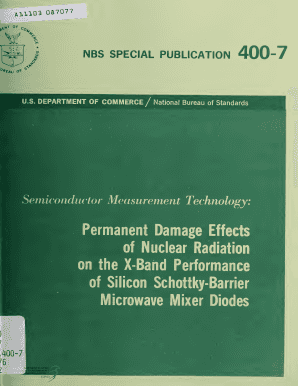 A11103 087077
NBS SPECIAL PUBLICATION 400-7
U.S. DEPARTMENT OF COMMERCE / National Bureau of Standards
Semiconductor Measurement Technology:
Permanent Damage Effects
of Nuclear Radiation
on the X-Band Performance
of Silicon Schottky-Barrier
Microwave Mixer Diodes
400-7